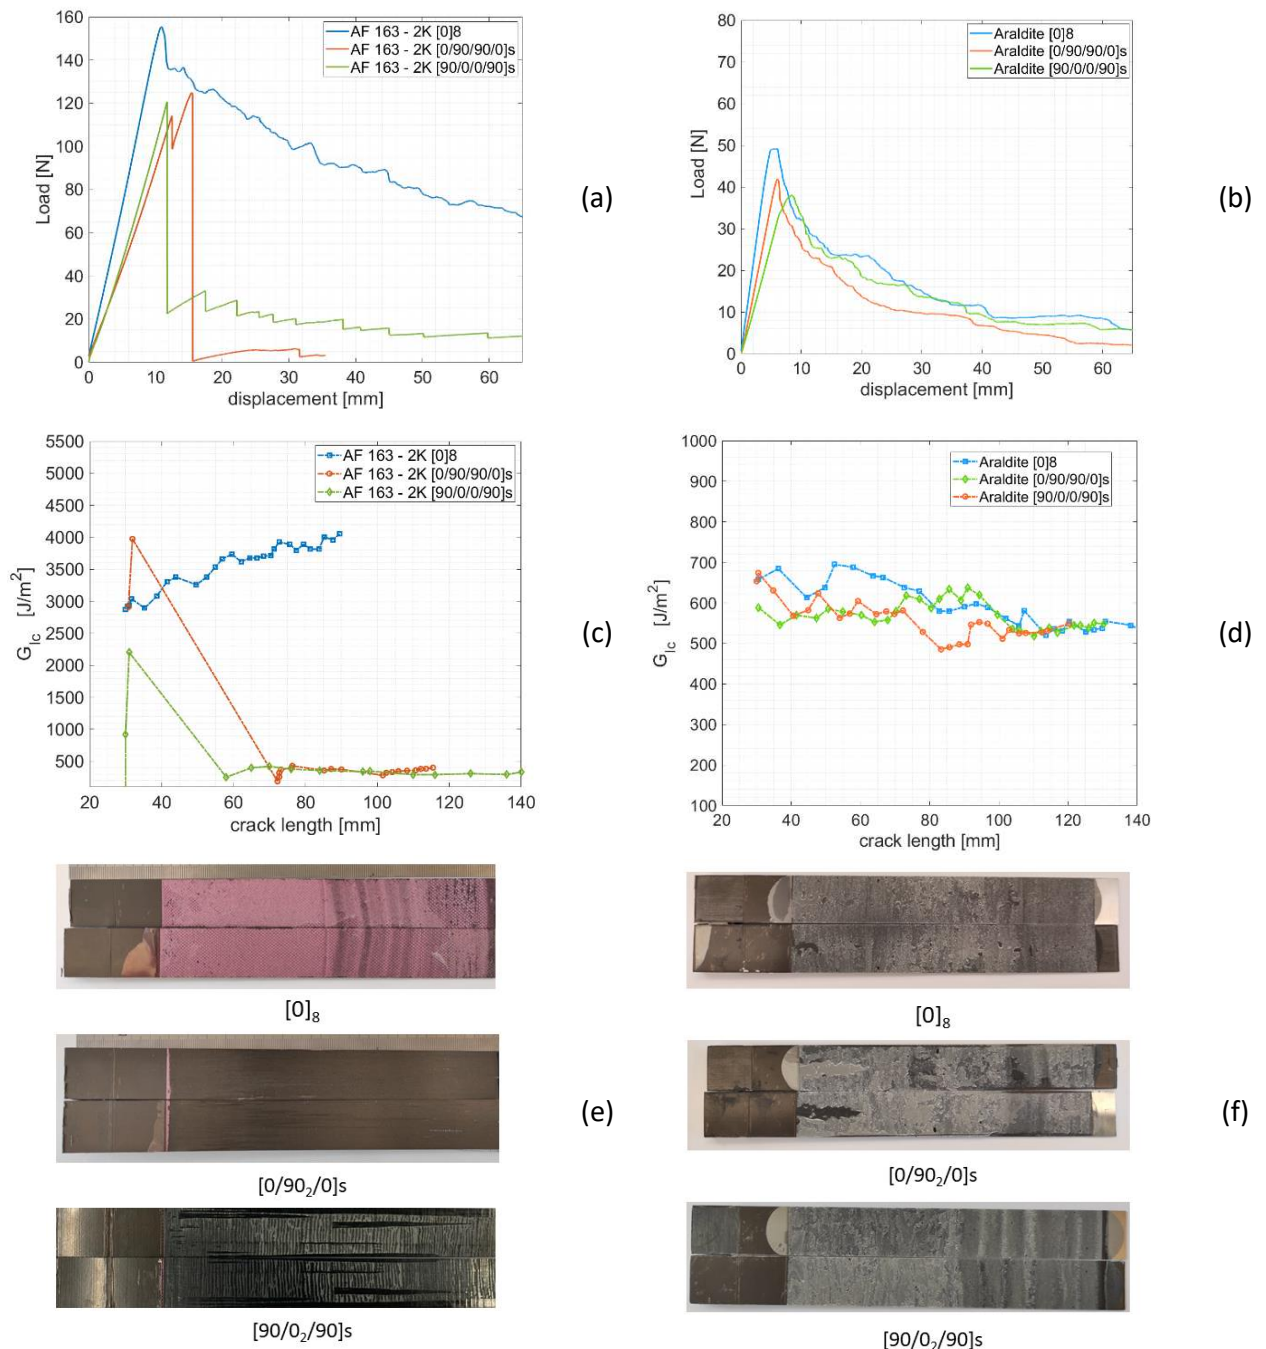 160
140
120
100
80
60
40
20
0
Load [N]
AF 163 - 2K [0]8
AF 163 - 2K [0/90/90/0]s
AF 163 - 2K [90/0/0/90]s
0 10 20 30 40 50 60
displacement [mm]
(a)
80
70
60
50
40
30
20
10
0
Load [N]
Araldite [0]8
Araldite [0/90/90/0]s
Araldite [90/0/0/90]s
0 10 20 30 40 50 60
displacement [mm]
(b)
5500
5000
4500
4000
3500
3000
2500
2000
1500
1000
500
G_Ic [J/m²]
AF 163 - 2K [0]8
AF 163 - 2K [0/90/90/0]s
AF 163 - 2K [90/0/0/90]s
20 40 60 80 100 120 140
crack length [mm]
(c)
1000
900
800
700
600
500
400
300
200
100
G_Ic [J/m²]
Araldite [0]8
Araldite [0/90/90/0]s
Araldite [90/0/0/90]s
20 40 60 80 100 120 140
crack length [mm]
(d)
[0]₈
[0/90₂/0]s
[90/0₂/90]s
(e)
[0]₈
[0/90₂/0]s
[90/0₂/90]s
(f)